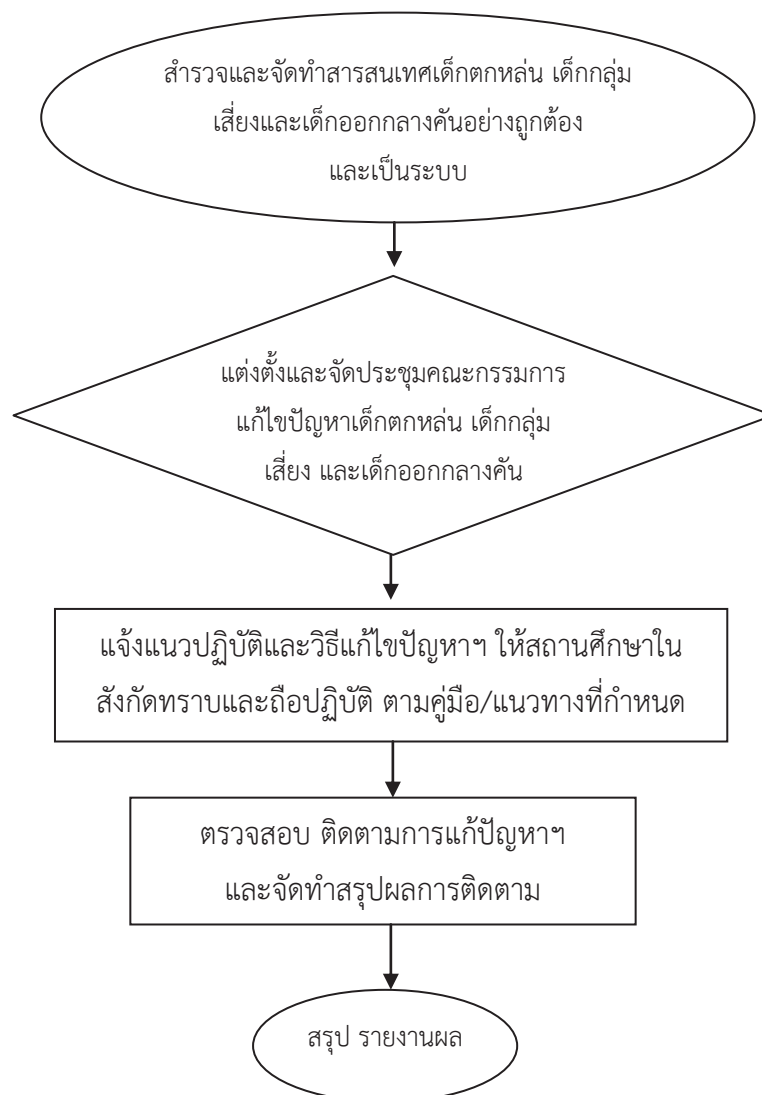 สำรวจและจัดทำสารสนเทศเด็กตกหล่น เด็กกลุ่ม
เสี่ยงและเด็กออกกลางคันอย่างถูกต้อง
และเป็นระบบ
แต่งตั้งและจัดประชุมคณะกรรมการ
แก้ไขปัญหาเด็กตกหล่น เด็กกลุ่ม
เสี่ยง และเด็กออกกลางคัน
แจ้งแนวปฏิบัติและวิธีแก้ไขปัญหาฯ ให้สถานศึกษาใน
สังกัดทราบและถือปฏิบัติ ตามคู่มือ/แนวทางที่กำหนด
ตรวจสอบ ติดตามการแก้ปัญหาฯ
และจัดทำสรุปผลการติดตาม
สรุป รายงานผล